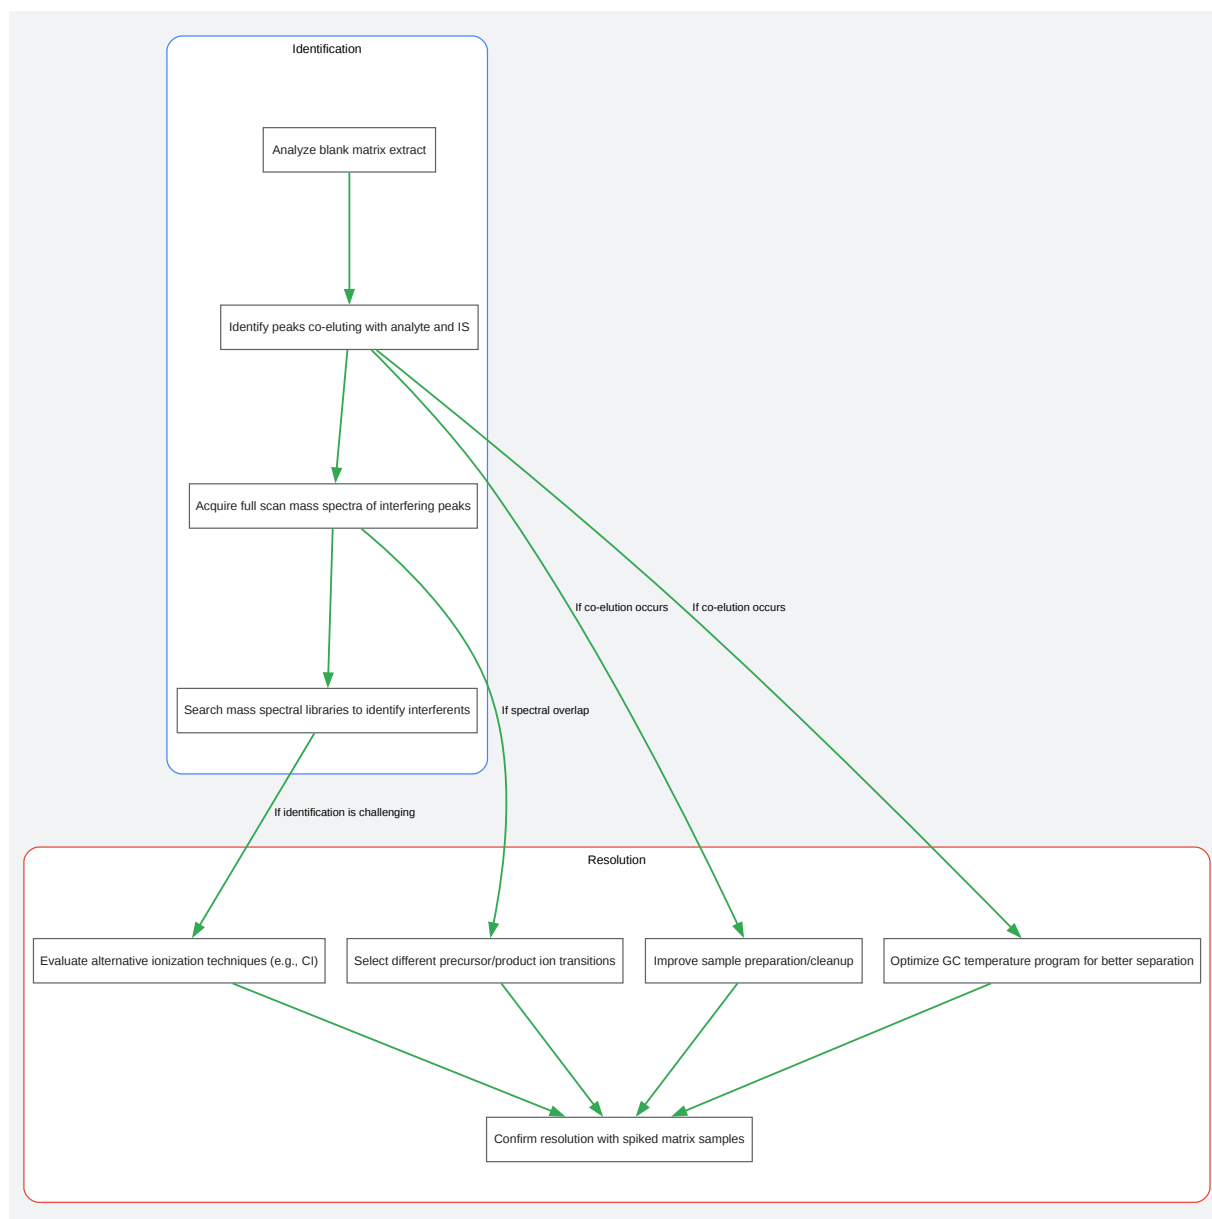 Identification
Analyze blank matrix extract
Identify peaks co-eluting with analyte and IS
Acquire full scan mass spectra of interfering peaks
If co-elution occurs
If co-elution occurs
Search mass spectral libraries to identify interferents
If spectral overlap
If identification is challenging
Resolution
Evaluate alternative ionization techniques (e.g., CI)
Select different precursor/product ion transitions
Improve sample preparation/cleanup
Optimize GC temperature program for better separation
Confirm resolution with spiked matrix samples